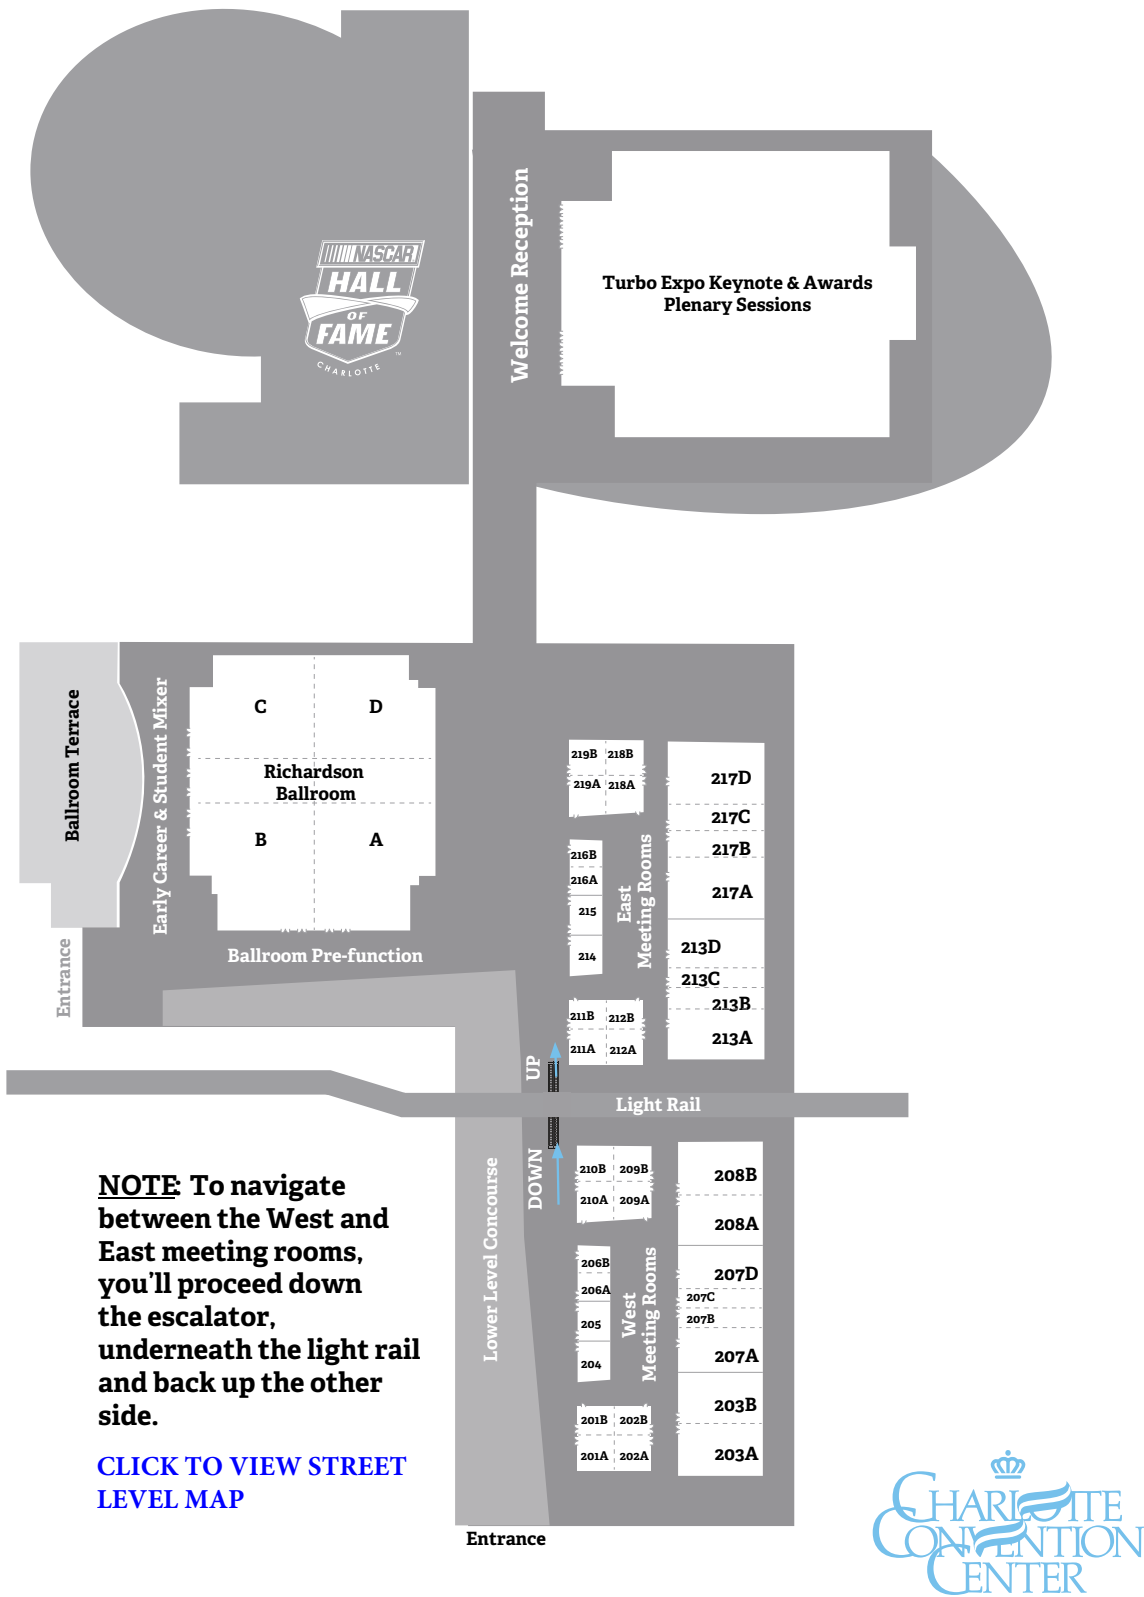 NASCAR
HALL
OF
FAME
™
CHARLOTTE
Welcome Reception
Turbo Expo Keynote & Awards
Plenary Sessions
Ballroom Terrace
Early Career & Student Mixer
C
D
Richardson
Ballroom
B
A
Ballroom Pre-function
Entrance
219B
218B
219A
218A
216B
216A
215
214
East
Meeting Rooms
217D
217C
217B
217A
213D
213C
213B
213A
211B
212B
211A
212A
UP
Light Rail
DOWN
Lower Level Concourse
210B
209B
210A
209A
206B
206A
205
204
West
Meeting Rooms
208B
208A
207D
207C
207B
207A
203B
203A
201B
202B
201A
202A
Entrance
NOTE: To navigate
between the West and
East meeting rooms,
you'll proceed down
the escalator,
underneath the light rail
and back up the other
side.
CLICK TO VIEW STREET
LEVEL MAP
CHARLOTTE
CONVENTION
CENTER